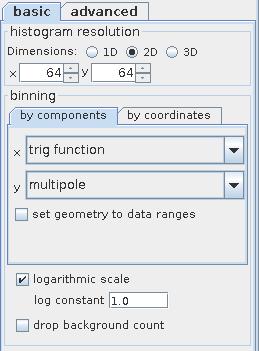 basic advanced
histogram resolution
Dimensions: 1D 2D 3D
x 64 y 64
binning
by components by coordinates
x trig function
y multipole
set geometry to data ranges
logarithmic scale
log constant 1.0
drop background count